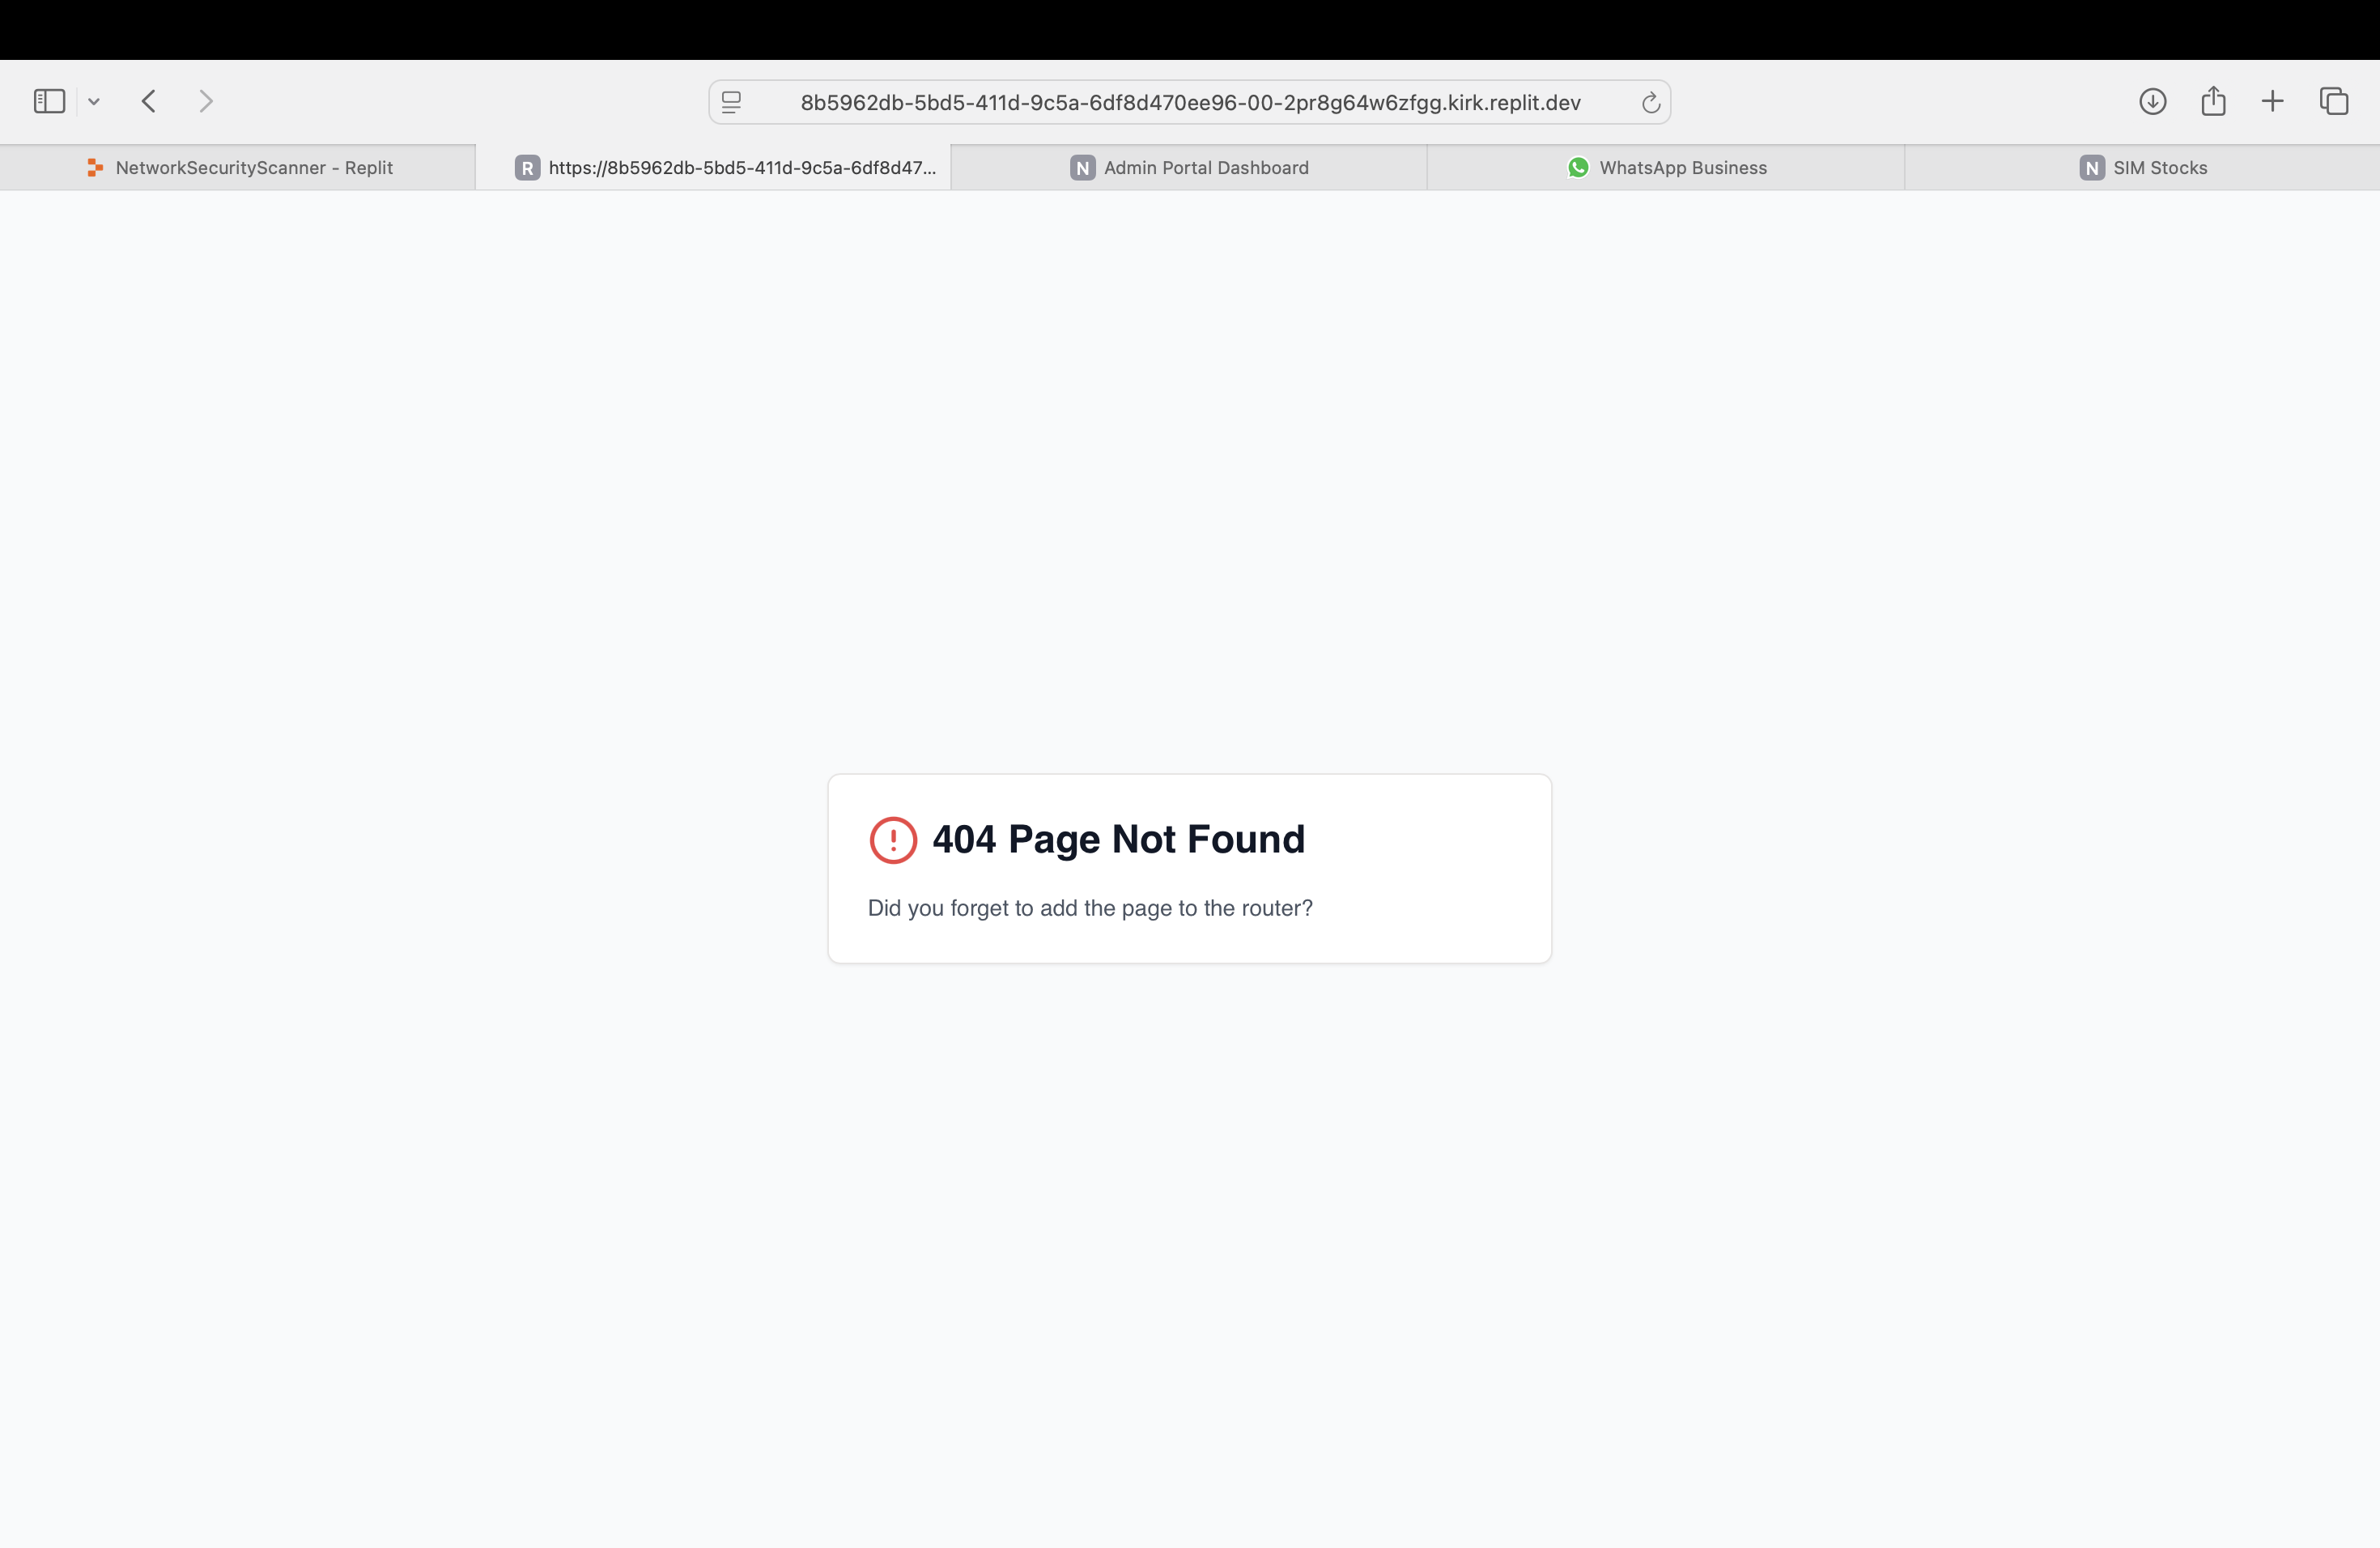 8b5962db-5bd5-411d-9c5a-6df8d470ee96-00-2pr8g64w6zfgg.kirk.replit.dev
NetworkSecurityScanner - Replit
R https://8b5962db-5bd5-411d-9c5a-6df8d47...
N Admin Portal Dashboard
WhatsApp Business
N SIM Stocks
404 Page Not Found
Did you forget to add the page to the router?